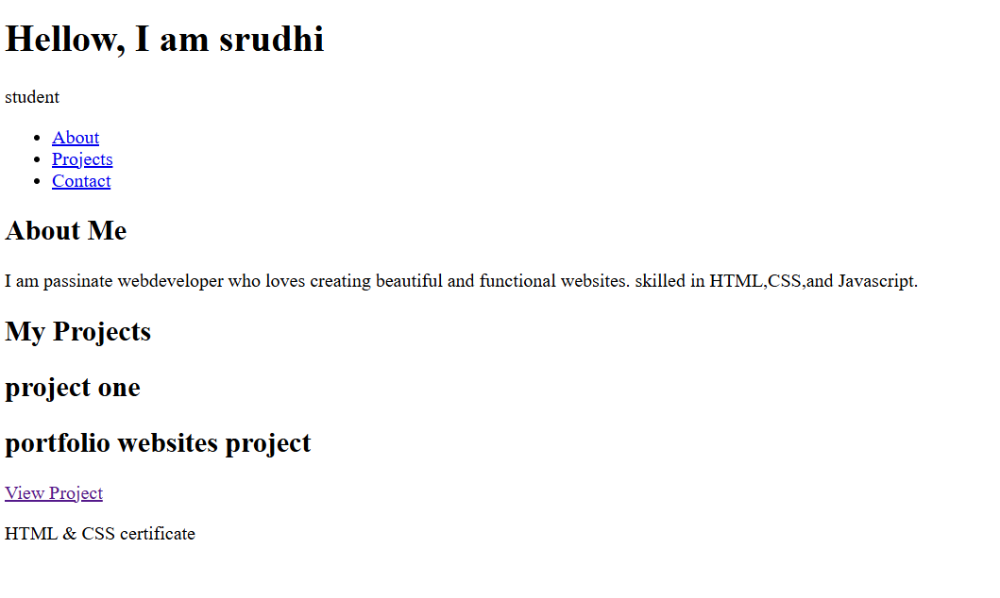 Hellow, I am srudhi
student
About
Projects
Contact
About Me
I am passinate webdeveloper who loves creating beautiful and functional websites. skilled in HTML,CSS,and Javascript.
My Projects
project one
portfolio websites project
View Project
HTML & CSS certificate